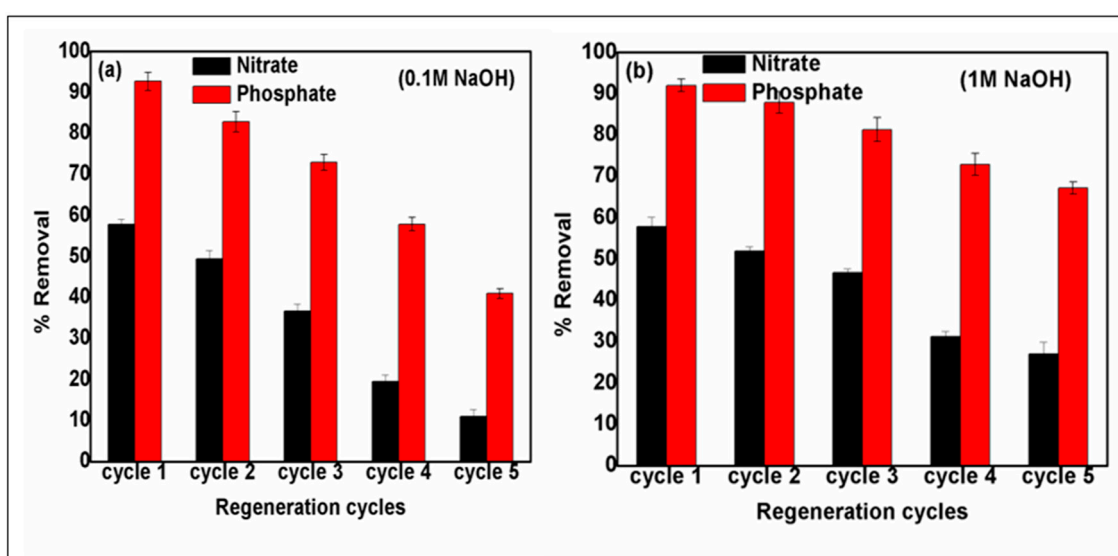 100
90
80
70
60
50
40
30
20
10
0
% Removal
(a)
Nitrate
Phosphate
(0.1M NaOH)
cycle 1 cycle 2 cycle 3 cycle 4 cycle 5
Regeneration cycles
100
90
80
70
60
50
40
30
20
10
0
% Removal
(b)
Nitrate
Phosphate
(1M NaOH)
cycle 1 cycle 2 cycle 3 cycle 4 cycle 5
Regeneration cycles